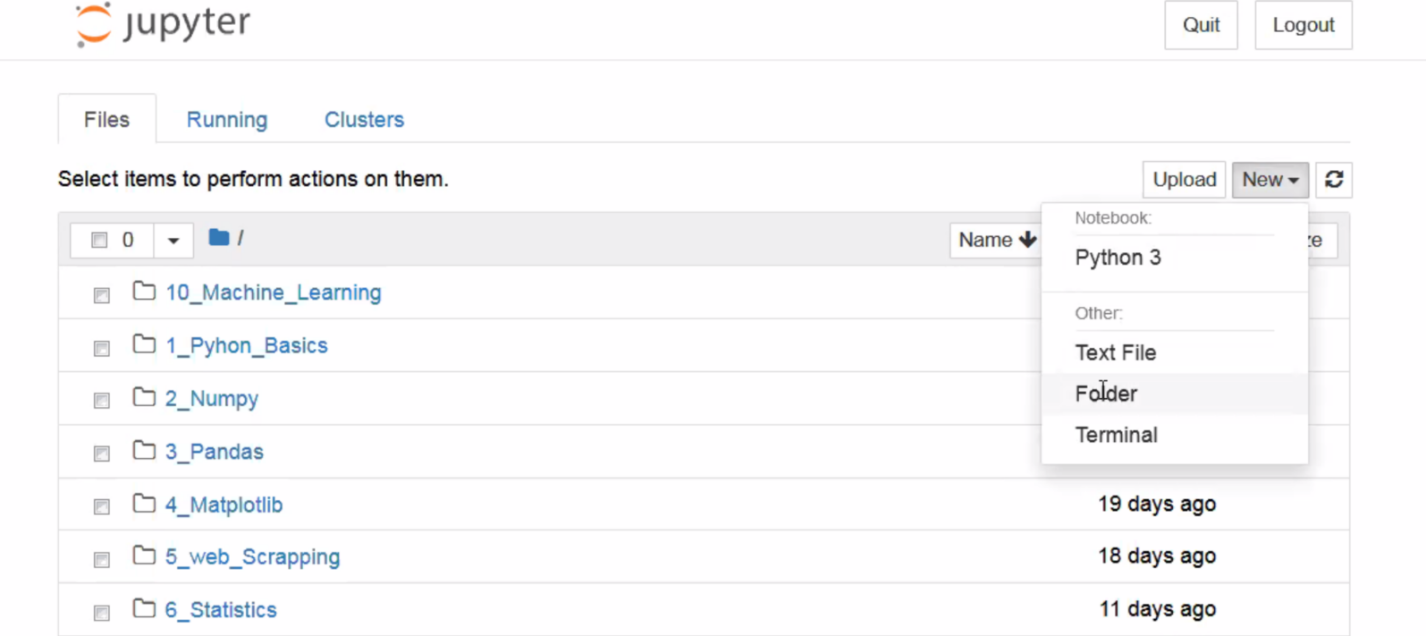 jupyter
Quit Logout
Files Running Clusters
Select items to perform actions on them.
Upload New
Notebook:
0 / Name
Python 3
10_Machine_Learning
Other:
1_Pyhon_Basics
Text File
2_Numpy
Folder
Terminal
3_Pandas
4_Matplotlib 19 days ago
5_web_Scrapping 18 days ago
6_Statistics 11 days ago